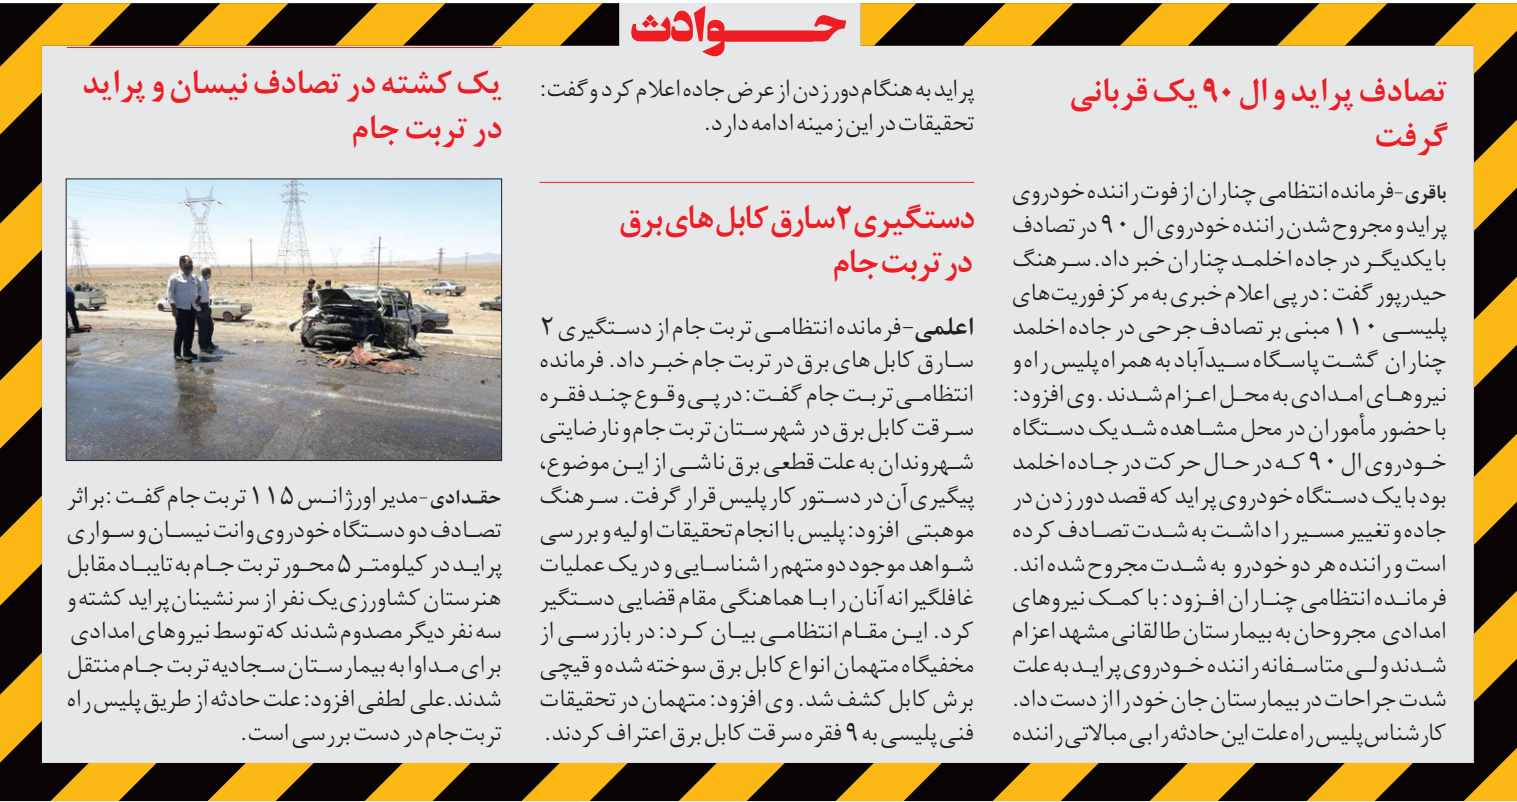 حوادث
تصادف پراید و ال ۹۰ یک قربانی
گرفت
باقری-فرمانده انتظامی چناران از فوت راننده خودروی
پراید و مجروح شدن راننده خودروی ال ۹۰ در تصادف
با یکدیگر در جاده اخلمد چناران خبر داد. سرهنگ
حیدرپور گفت : در پی اعلام خبری به مرکز فوریت‌های
پلیسی ۱۱۰ مبنی بر تصادف جرحی در جاده اخلمد
چناران گشت پاسگاه سیدآباد به همراه پلیس راه و
نیروهای امدادی به محل اعزام شدند . وی افزود:
با حضور مأموران در محل مشاهده شد یک دستگاه
خودروی ال ۹۰ که در حال حرکت در جاده اخلمد
بود با یک دستگاه خودروی پراید که قصد دور زدن در
جاده و تغییر مسیر را داشت به شدت تصادف کرده
است و راننده هر دو خودرو به شدت مجروح شده اند.
فرمانده انتظامی چناران افزود : با کمک نیروهای
امدادی مجروحان به بیمارستان طالقانی مشهد اعزام
شدند ولی متاسفانه راننده خودروی پراید به علت
شدت جراحات در بیمارستان جان خود را از دست داد.
کارشناس پلیس راه علت این حادثه را بی مبالاتی راننده
پراید به هنگام دور زدن از عرض جاده اعلام کرد و گفت:
تحقیقات در این زمینه ادامه دارد.
دستگیری ۲ سارق کابل‌های برق
در تربت جام
اعلمی-فرمانده انتظامی تربت جام از دستگیری ۲
سارق کابل های برق در تربت جام خبر داد. فرمانده
انتظامی تربت جام گفت: در پی وقوع چند فقره
سرقت کابل برق در شهرستان تربت جام و نارضایتی
شهروندان به علت قطعی برق ناشی از این موضوع،
پیگیری آن در دستور کار پلیس قرار گرفت. سرهنگ
موهبتی افزود: پلیس با انجام تحقیقات اولیه و بررسی
شواهد موجود دو متهم را شناسایی و در یک عملیات
غافلگیرانه آنان را با هماهنگی مقام قضایی دستگیر
کرد. این مقام انتظامی بیان کرد: در بازرسی از
مخفیگاه متهمان انواع کابل برق سوخته شده و قیچی
برش کابل کشف شد. وی افزود: متهمان در تحقیقات
فنی پلیسی به ۹ فقره سرقت کابل برق اعتراف کردند.
یک کشته در تصادف نیسان و پراید
در تربت جام
حقدادی-مدیر اورژانس ۱۱۵ تربت جام گفت :براثر
تصادف دو دستگاه خودروی وانت نیسان و سواری
پراید در کیلومتر ۵ محور تربت جام به تایباد مقابل
هنرستان کشاورزی یک نفر از سرنشینان پراید کشته و
سه نفر دیگر مصدوم شدند که توسط نیروهای امدادی
برای مداوا به بیمارستان سجادیه تربت جام منتقل
شدند.علی لطفی افزود: علت حادثه از طریق پلیس راه
تربت‌جام در دست بررسی است.